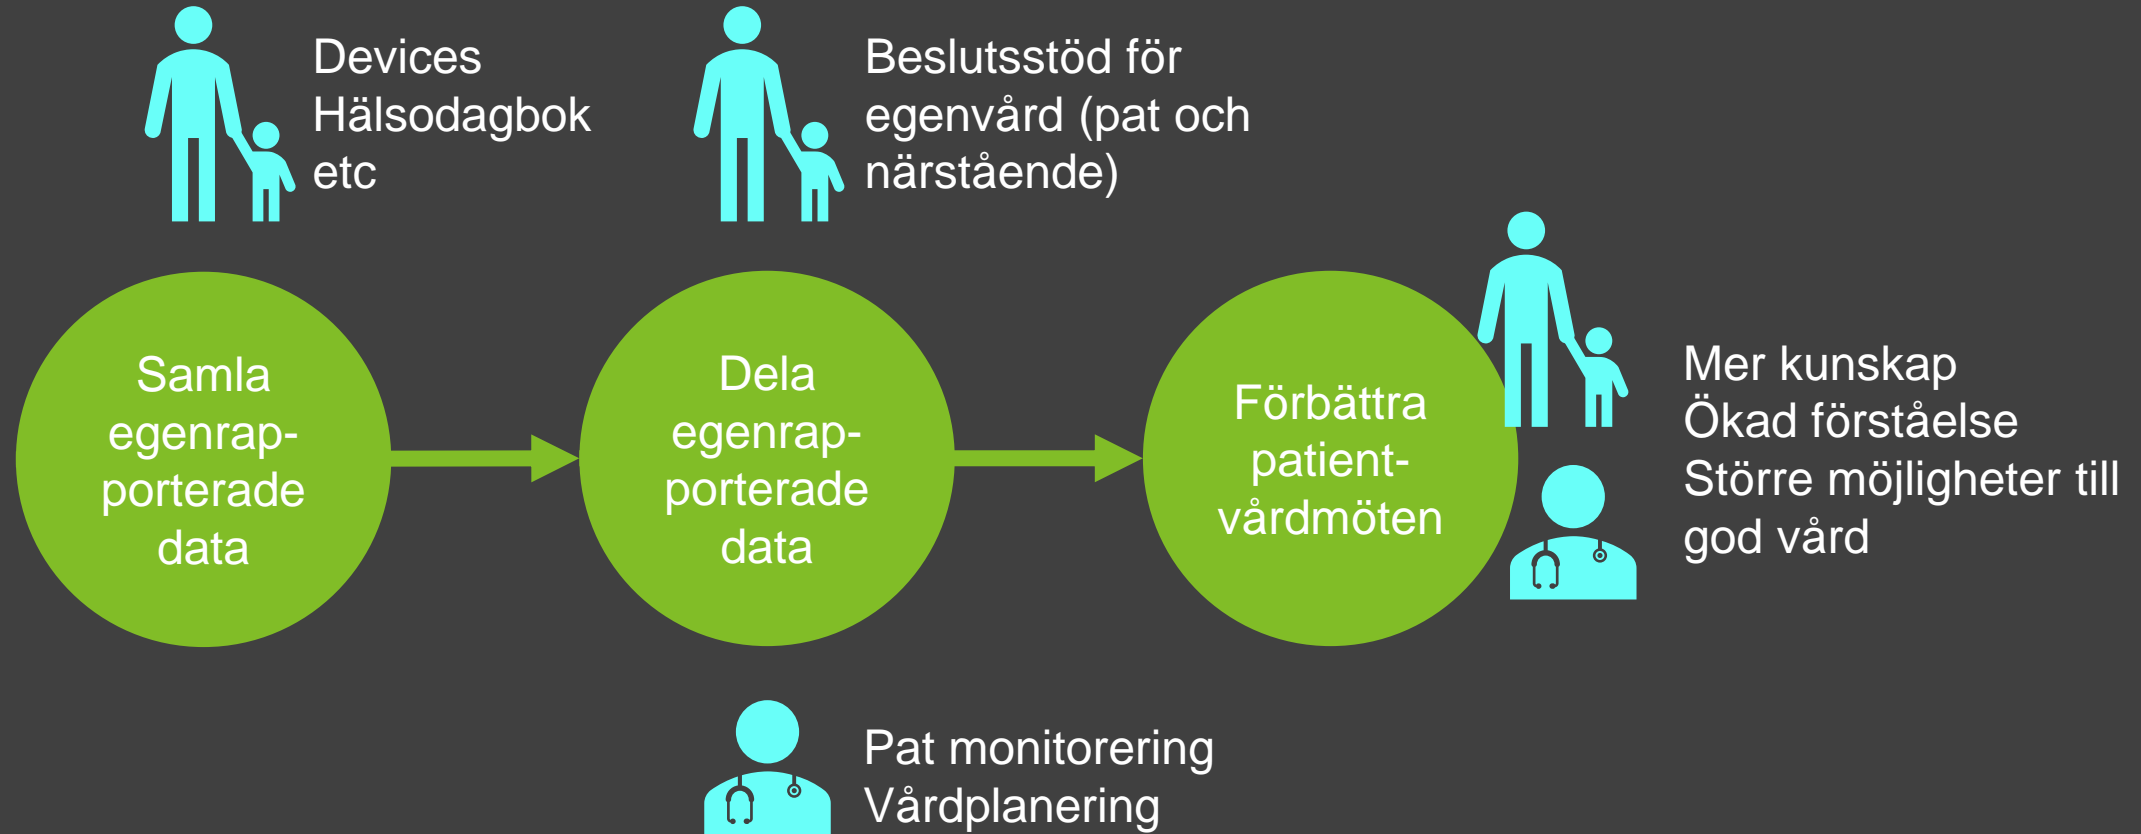 Devices
Hälsodagbok
etc
Beslutsstöd för
egenvård (pat och
närstående)
Samla
egenrap-
porterade
data
Dela
egenrap-
porterade
data
Förbättra
patient-
vårdmöten
Mer kunskap
Ökad förståelse
Större möjligheter till
god vård
Pat monitorering
Vårdplanering